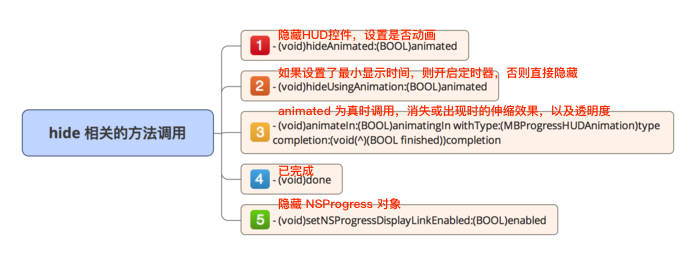 hide 相关的方法调用
隐藏HUD控件，设置是否动画
1 - (void)hideAnimated:(BOOL)animated
如果设置了最小显示时间，则开启定时器，否则直接隐藏
2 - (void)hideUsingAnimation:(BOOL)animated
animated 为真时调用，消失或出现时的伸缩效果，以及透明度
3 - (void)animateIn:(BOOL)animatingIn withType:(MBProgressHUDAnimation)type
completion:(void(^)(BOOL finished))completion
已完成
4 - (void)done
隐藏 NSProgress 对象
5 - (void)setNSProgressDisplayLinkEnabled:(BOOL)enabled